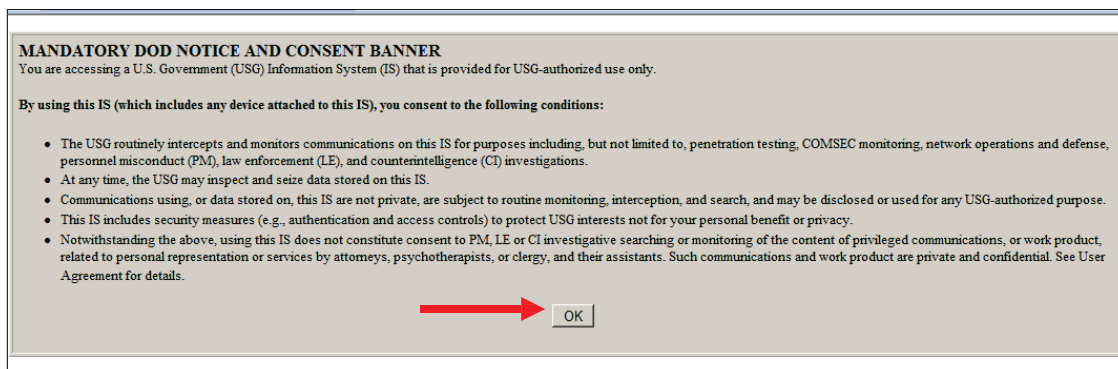 MANDATORY DOD NOTICE AND CONSENT BANNER
You are accessing a U.S. Government (USG) Information System (IS) that is provided for USG-authorized use only.
By using this IS (which includes any device attached to this IS), you consent to the following conditions:
• The USG routinely intercepts and monitors communications on this IS for purposes including, but not limited to, penetration testing, COMSEC monitoring, network operations and defense,
personnel misconduct (PM), law enforcement (LE), and counterintelligence (CI) investigations.
• At any time, the USG may inspect and seize data stored on this IS.
• Communications using, or data stored on, this IS are not private, are subject to routine monitoring, interception, and search, and may be disclosed or used for any USG-authorized purpose.
• This IS includes security measures (e.g., authentication and access controls) to protect USG interests not for your personal benefit or privacy.
• Notwithstanding the above, using this IS does not constitute consent to PM, LE or CI investigative searching or monitoring of the content of privileged communications, or work product,
related to personal representation or services by attorneys, psychotherapists, or clergy, and their assistants. Such communications and work product are private and confidential. See User
Agreement for details.
OK